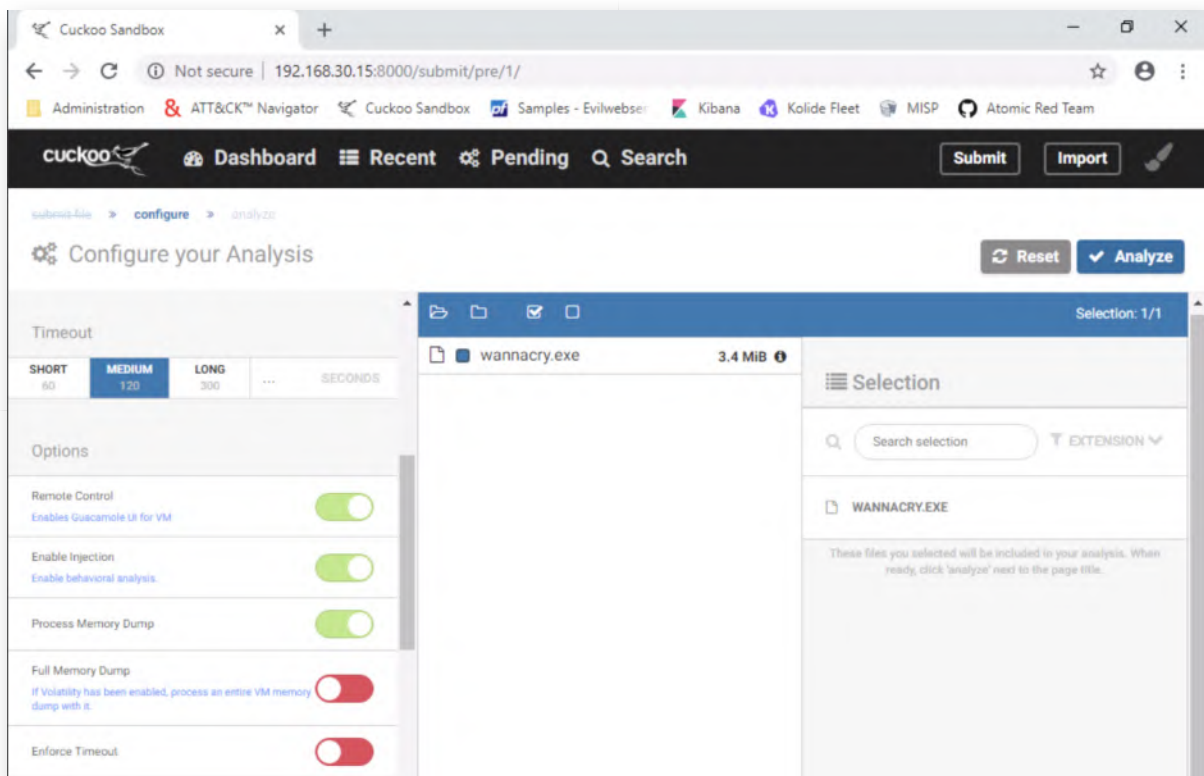 Cuckoo Sandbox
Not secure | 192.168.30.15:8000/submit/pre/1/
Administration ATT&CK™ Navigator Cuckoo Sandbox Samples - Evilwebser Kibana Kolide Fleet MISP Atomic Red Team
cuckoo Dashboard Recent Pending Search Submit Import
submit file » configure » analyze
Configure your Analysis Reset Analyze
Timeout
SHORT MEDIUM LONG ... SECONDS
60 120 300
Options
Remote Control
Enables Guacamole UI for VM
Enable Injection
Enable behavioral analysis.
Process Memory Dump
Full Memory Dump
If Volatility has been enabled, process an entire VM memory
dump with it.
Enforce Timeout
Selection: 1/1
wannacry.exe 3.4 MiB
Selection
Search selection EXTENSION
WANNACRY.EXE
These files you selected will be included in your analysis. When
ready, click 'analyze' next to the page title.